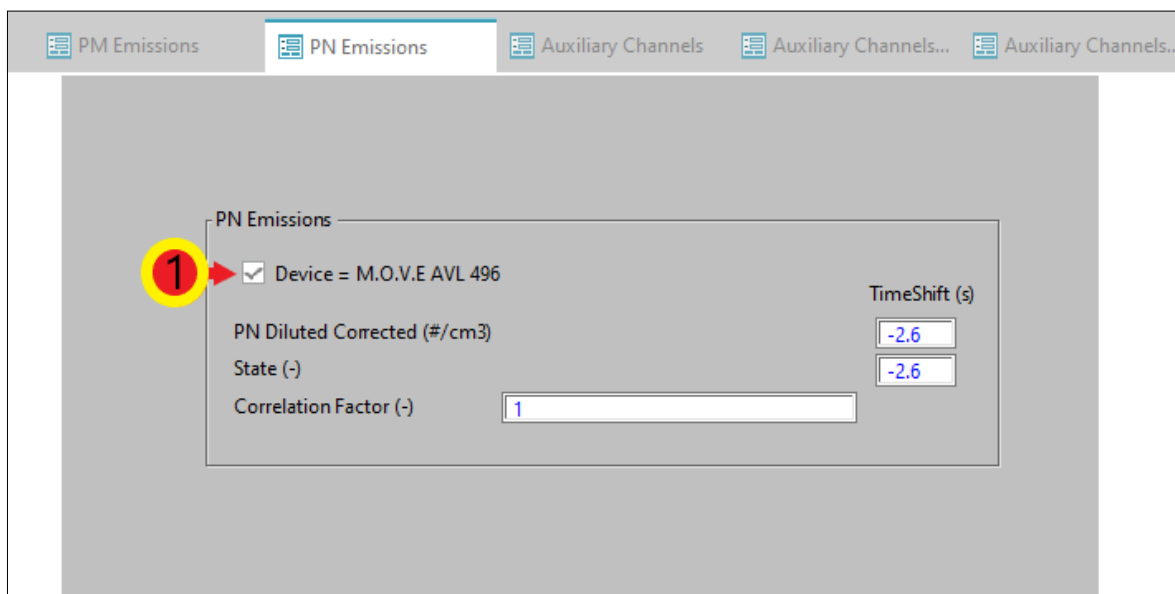 PM Emissions
PN Emissions
Auxiliary Channels
Auxiliary Channels...
Auxiliary Channels...
PN Emissions
1
Device = M.O.V.E AVL 496
TimeShift (s)
PN Diluted Corrected (#/cm3)
-2.6
State (-)
-2.6
Correlation Factor (-)
1